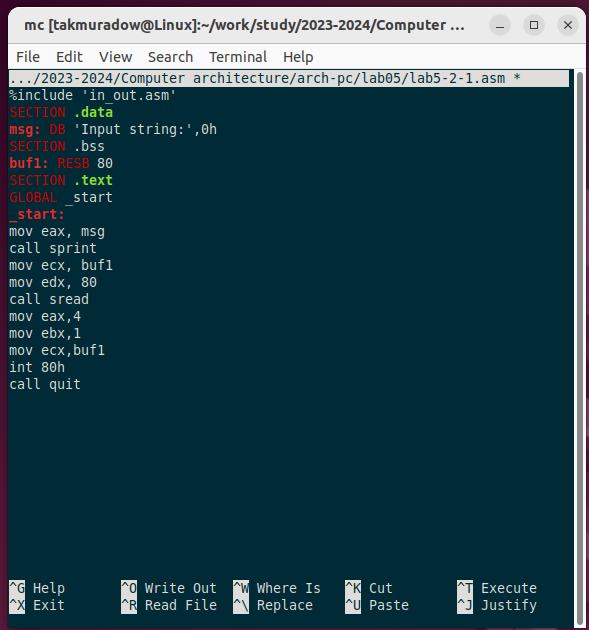 mc [takmuradow@Linux]:~/work/study/2023-2024/Computer ...
File Edit View Search Terminal Help
.../2023-2024/Computer architecture/arch-pc/lab05/lab5-2-1.asm *
%include 'in_out.asm'
SECTION .data
msg: DB 'Input string:',0h
SECTION .bss
buf1: RESB 80
SECTION .text
GLOBAL _start
_start:
mov eax, msg
call sprint
mov ecx, buf1
mov edx, 80
call sread
mov eax,4
mov ebx,1
mov ecx,buf1
int 80h
call quit
^G Help ^O Write Out ^W Where Is ^K Cut ^T Execute
^X Exit ^R Read File ^\ Replace ^U Paste ^J Justify